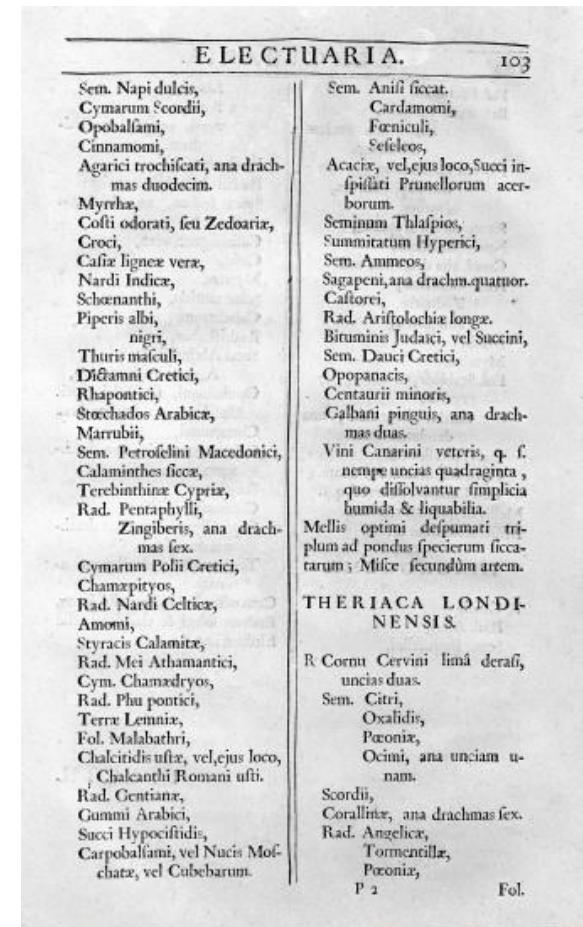 ELECTUARIA.
103
Sem. Napi dulcis,
Cymarum Scordii,
Opobalſami,
Cinnamomi,
Agarici trochiſcati, ana drach-
mas duodecim.
Myrrhæ,
Coſti odorati, ſeu Zedoariæ,
Croci,
Caſiæ ligneæ veræ,
Nardi Indicæ,
Schœnanthi,
Piperis albi,
nigri,
Thuris maſculi,
Dictamni Cretici,
Rhapontici,
Stœchados Arabicæ,
Marrubii,
Sem. Petroſelini Macedonici,
Calaminthes ſiccæ,
Terebinthinæ Cypriæ,
Rad. Pentaphylli,
Zingiberis, ana drach-
mas ſex.
Cymarum Polii Cretici,
Chamæpityos,
Rad. Nardi Celticæ,
Amomi,
Styracis Calamitæ,
Rad. Mei Athamantici,
Cym. Chamædryos,
Rad. Phu pontici,
Terræ Lemniæ,
Fol. Malabathri,
Chalcitidis uſtæ, vel,ejus loco,
Chalcanthi Romani uſti.
Rad. Gentianæ,
Gummi Arabici,
Succi Hypociſtidis,
Carpobalſami, vel Nucis Moſ-
chatæ, vel Cubebarum.
Sem. Aniſi ſiccat.
Cardamomi,
Fœniculi,
Seſeleos,
Acaciæ, vel,ejus loco,Succi in-
ſpiſſati Prunellorum acer-
borum.
Seminum Thlaſpios,
Summitatum Hyperici,
Sem. Ammeos,
Sagapeni,ana drachm.quatuor.
Caſtorei,
Rad. Ariſtolochiæ longæ.
Bituminis Judaici, vel Succini,
Sem. Dauci Cretici,
Opopanacis,
Centaurii minoris,
Galbani pinguis, ana drach-
mas duas.
Vini Canarini veteris, q. ſ.
nempe uncias quadraginta,
quo diſſolvantur ſimplicia
humida & liquabilia.
Mellis optimi deſpumati tri-
plum ad pondus ſpecierum ſicca-
tarum; Miſce ſecundùm artem.
THERIACA LONDI-
NENSIS.
R Cornu Cervini limâ deraſi,
uncias duas.
Sem. Citri,
Oxalidis,
Pœoniæ,
Ocimi, ana unciam u-
nam.
Scordii,
Corallinæ, ana drachmas ſex.
Rad. Angelicæ,
Tormentillæ,
Pœoniæ,
P 2
Fol.